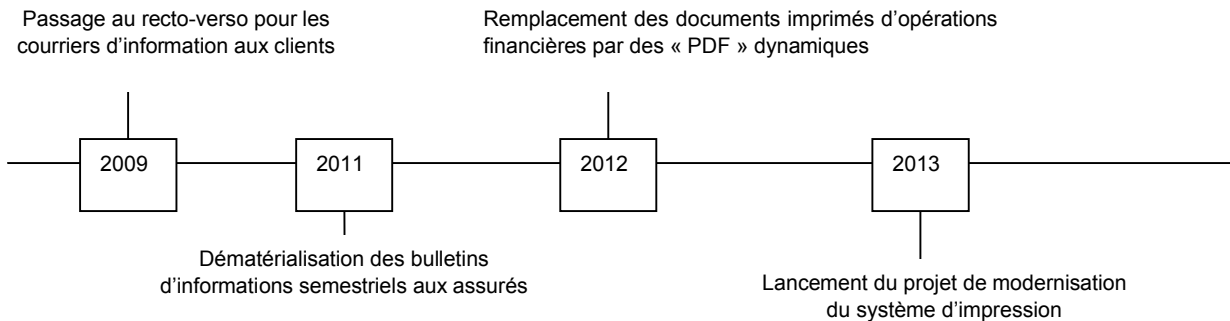 Passage au recto-verso pour les
courriers d’information aux clients
Remplacement des documents imprimés d’opérations
financières par des « PDF » dynamiques
2009
2011
2012
2013
Dématérialisation des bulletins
d’informations semestriels aux assurés
Lancement du projet de modernisation
du système d’impression